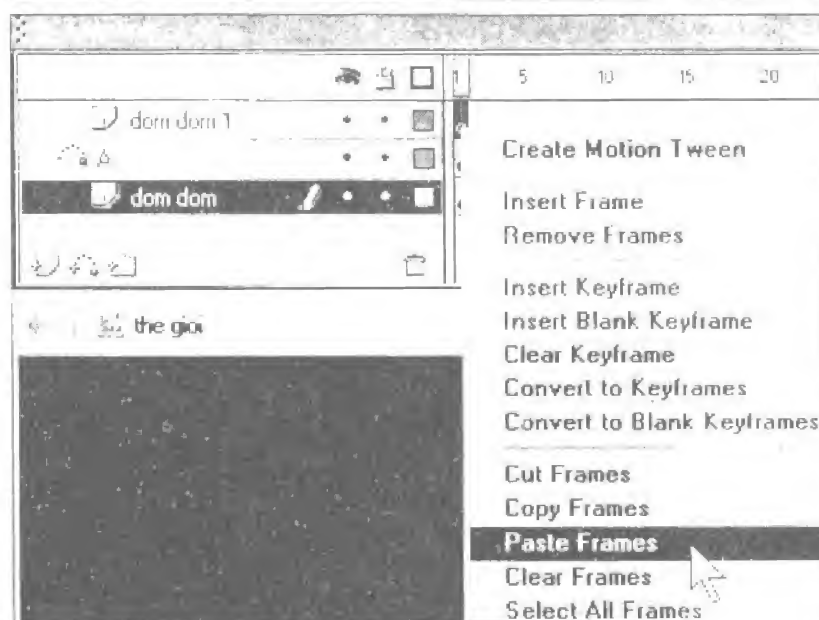 1 5 10 15 20
dom dom 1
dom dom
the gioi
Create Motion Tween
Insert Frame
Remove Frames
Insert Keyframe
Insert Blank Keyframe
Clear Keyframe
Convert to Keyframes
Convert to Blank Keyframes
Cut Frames
Copy Frames
Paste Frames
Clear Frames
Select All Frames